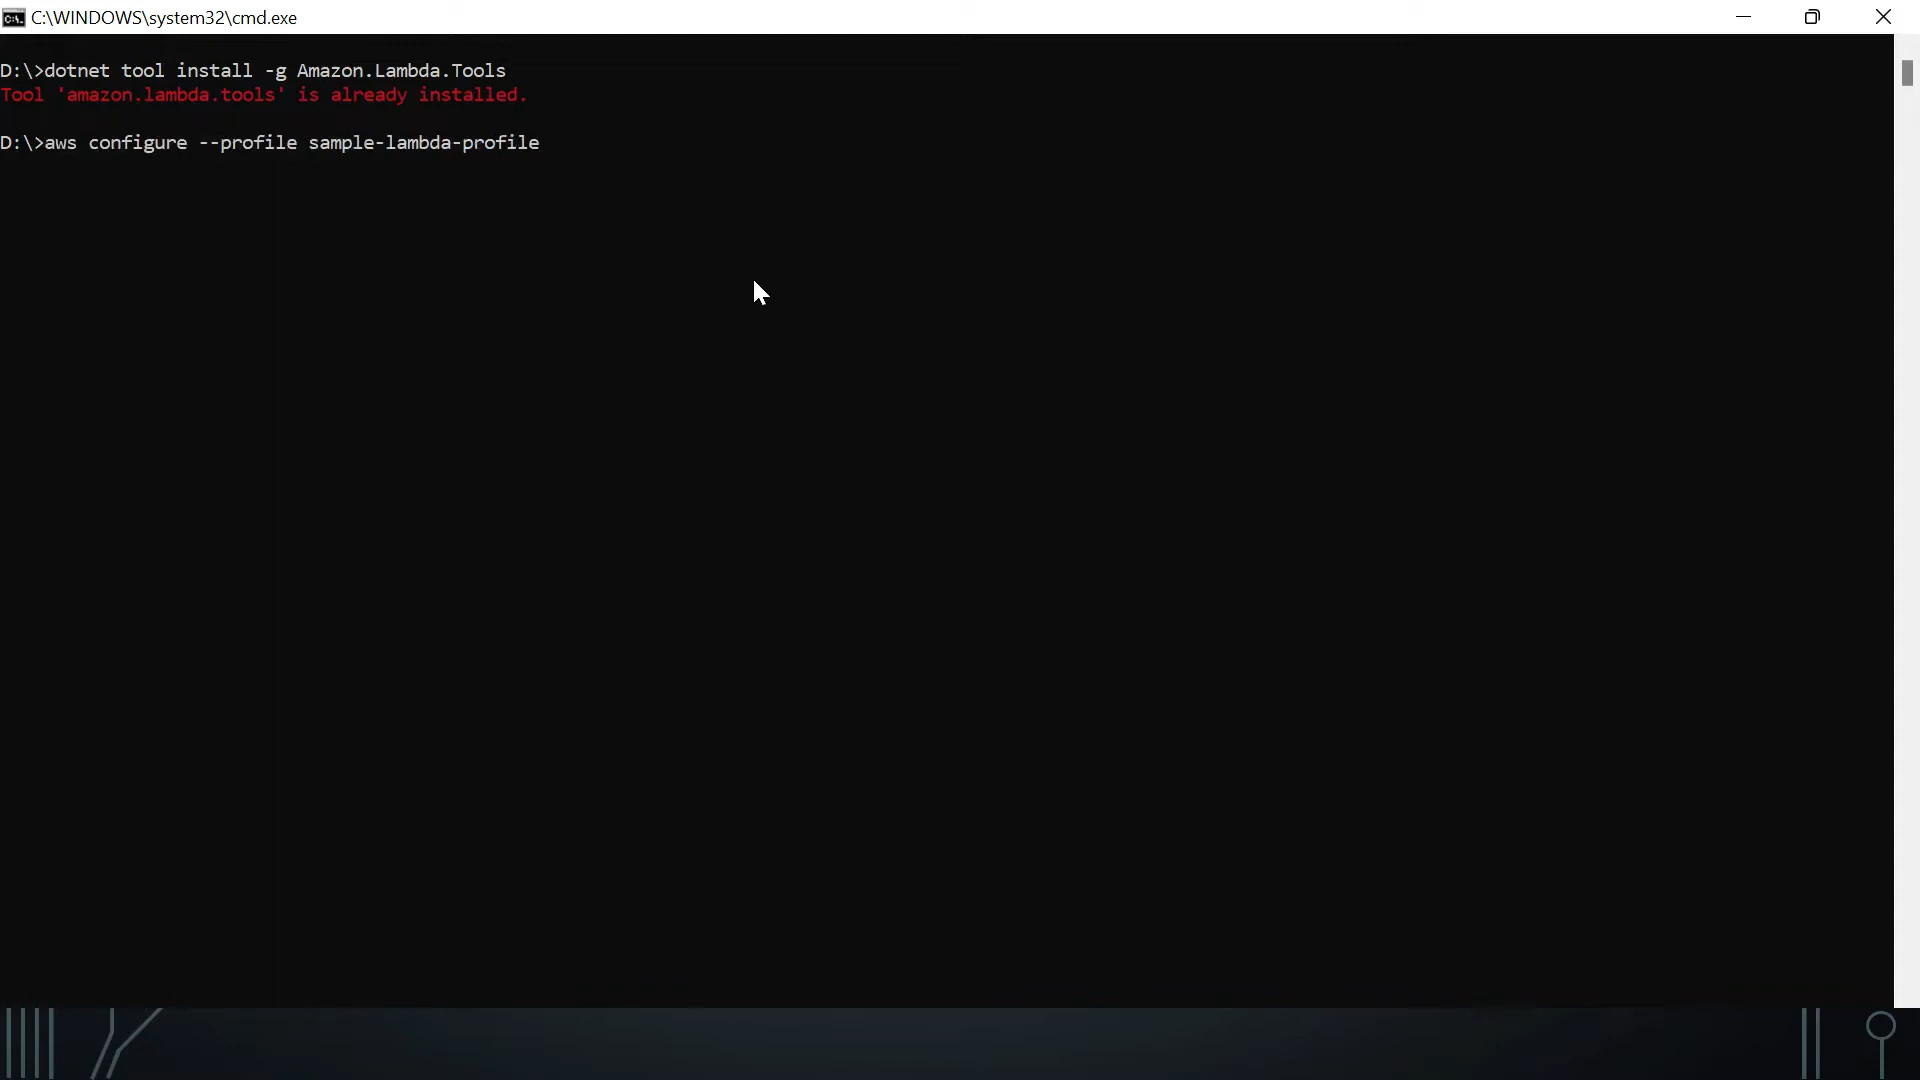 C:\WINDOWS\system32\cmd.exe
D:\>dotnet tool install -g Amazon.Lambda.Tools
Tool 'amazon.lambda.tools' is already installed.
D:\>aws configure --profile sample-lambda-profile